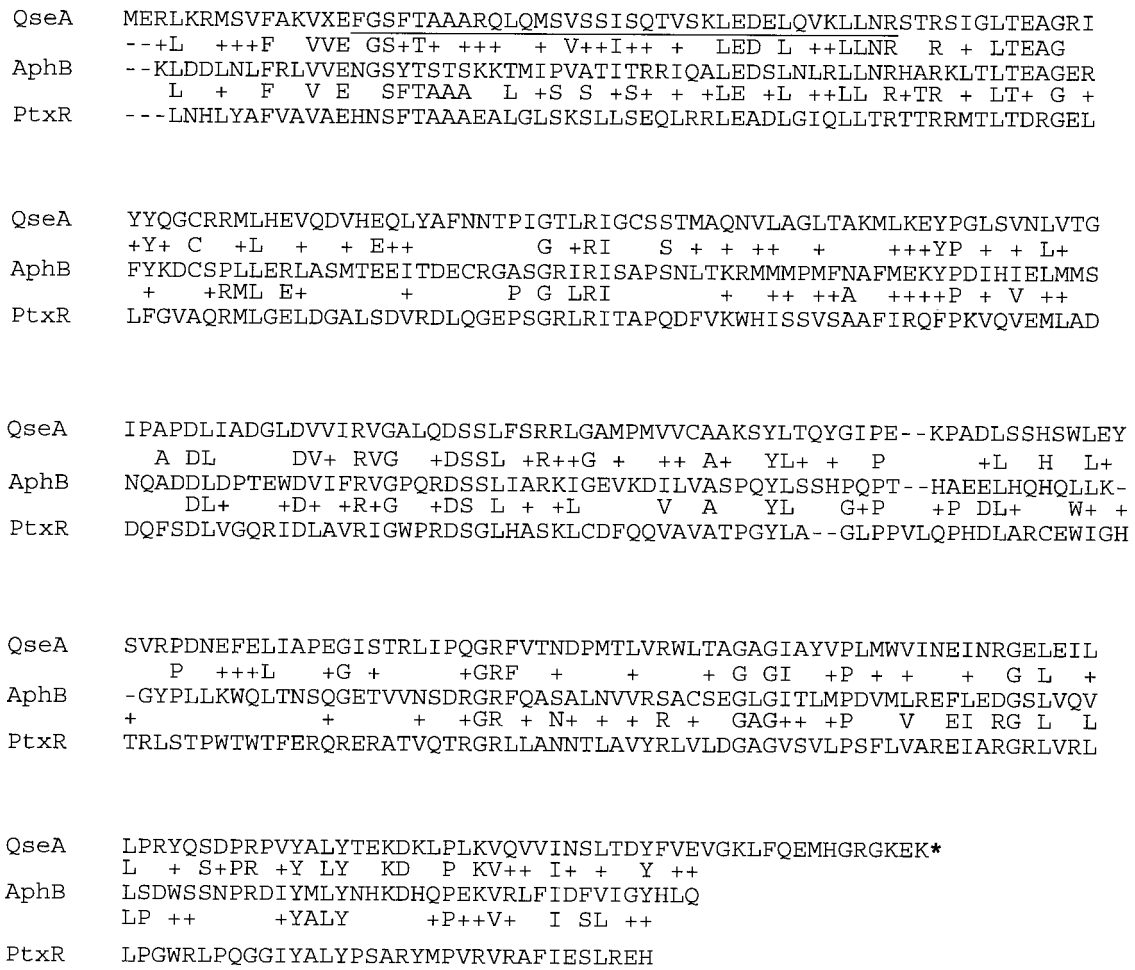 QseA MERLKRMSVFAKVXEFGSFTAAARQLQMSVSSISQTVSKLEDELQVKLLNRSTRSIGLTEAGRI
--+L +++F VVE GS+T+ +++ + V++I++ + LED L ++LLNR R + LTEAG
AphB --KLDDLNLFRLVVENGSYTSTSKKTMIPVATITRRIQALEDSLNLRLLNRHARKLTLTEAGER
L + F V E SFTAAA L +S S +S+ + +LE +L ++LL R+TR + LT+ G +
PtxR ---LNHLYAFVAVAEHNSFTAAAEALGLSKSLLSEQLRRLEADLGIQLLTRTTRRMTLTDRGEL
QseA YYQGCRRMLHEVQDVHEQLYAFNNTPIGTLRIGCSSTMAQNVLAGLTAKMLKEYPGLSVNLVTG
+Y+ C +L + + E++ G +RI S + + ++ + +++YP + + L+
AphB FYKDCSPLLERLASMTEEITDECRGASGRIRISAPSNLTKRMMMPMFNAFMEKYPDIHIELMMS
+ +RML E+ + P G LRI + ++ ++A ++++P + V ++
PtxR LFGVAQRMLGELDGALSDVRDLQGEPSGRLRITAPQDFVKWHISSVSAAFIRQFPKVQVEMLAD
QseA IPAPDLIADGLDVVIRVGALQDSSLFSRRLGAMPMVVCAAKSYLTQYGIPE--KPADLSSHSWLEY
A DL DV+ RVG +DSSL +R++G + ++ A+ YL+ + P +L H L+
AphB NQADDLDPTEWDVIFRVGPQRDSSLIARKIGEVKDILVASPQYLSSHPQPT--HAEELHQHQLLK-
DL+ +D+ +R+G +DS L + +L V A YL G+P +P DL+ W+ +
PtxR DQFSDLVGQRIDLAVRIGWPRDSGLHASKLCDFQQVAVATPGYLA--GLPPVLQPHDLARCEWIGH
QseA SVRPDNEFELIAPEGISTRLIPQGRFVTNDPMTLVRWLTAGAGIAYVPLMWVINEINRGELEIL
P +++L +G + +GRF + + G GI +P + + G L +
AphB -GYPLLKWQLTNSQGETVVNSDRGRFQASALNVVRSACSEGLGITLMPDVMLREFLEDGSLVQV
+ + + +GR + N+ + + R + GAG++ +P V EI RG L L
PtxR TRLSTPWTWTFERQRERATVQTRGRLLANNTLAVYRLVLDGAGVSVLPSFLVAREIARGRLVRL
QseA LPRYQSDPRPVYALYTEKDKLPLKVQVVINSLTDYFVEVGKLFQEMHGRGKEK*
L + S+PR +Y LY KD P KV++ I+ + Y ++
AphB LSDWSSNPRDIYMLYNHKDHQPEKVRLFIDFVIGYHLQ
LP ++ +YALY +P++V+ I SL ++
PtxR LPGWRLPQGGIYALYPSARYMPVRVRAFIESLREH